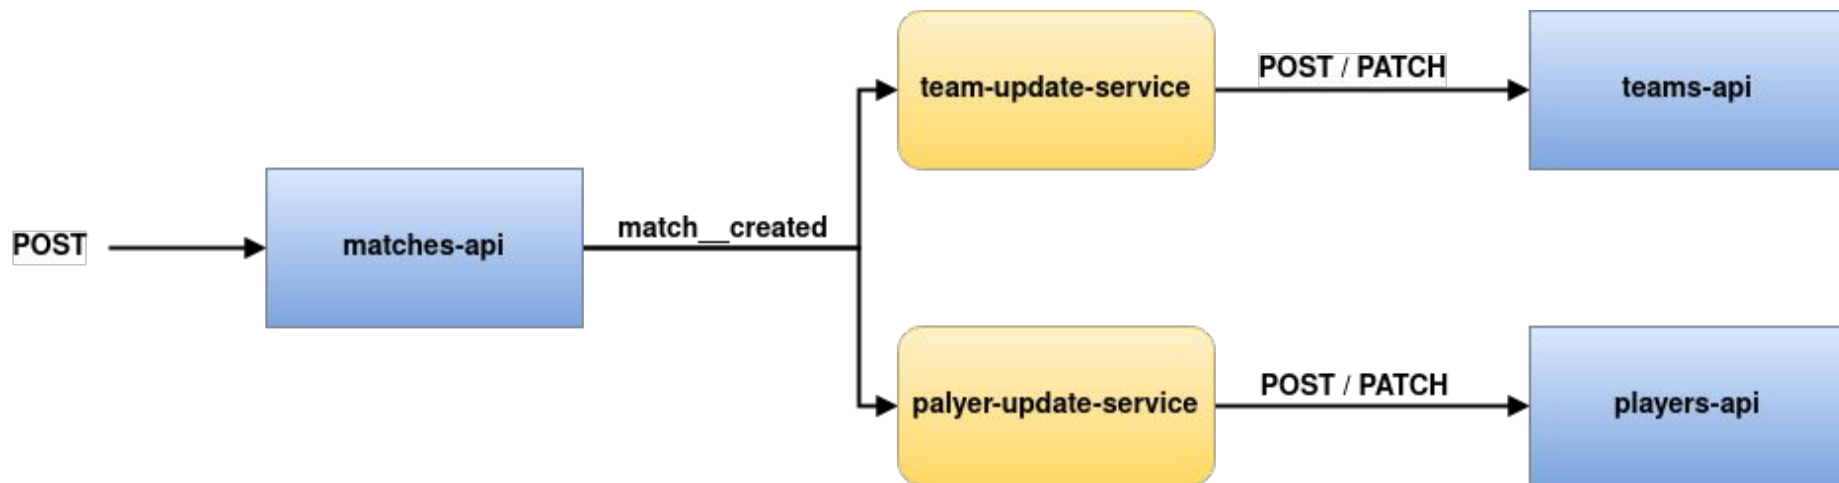 team-update-service
POST / PATCH
teams-api
POST
matches-api
match__created
palyer-update-service
POST / PATCH
players-api